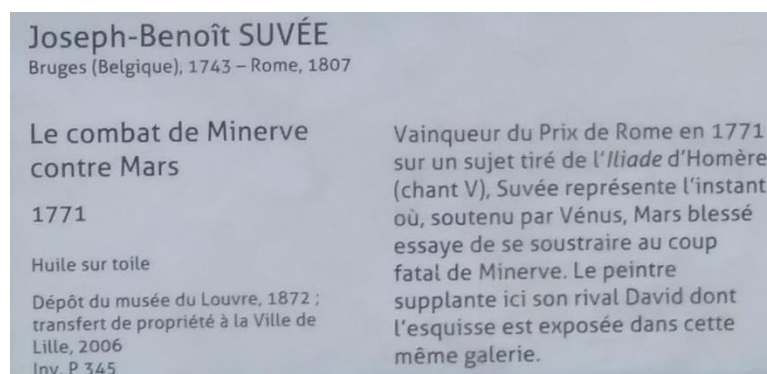 Joseph-Benoît SUVÉE
Bruges (Belgique), 1743 – Rome, 1807
Le combat de Minerve
contre Mars
1771
Huile sur toile
Dépôt du musée du Louvre, 1872 ;
transfert de propriété à la Ville de
Lille, 2006
Inv. P 345
Vainqueur du Prix de Rome en 1771
sur un sujet tiré de l’Iliade d’Homère
(chant V), Suvée représente l’instant
où, soutenu par Vénus, Mars blessé
essaye de se soustraire au coup
fatal de Minerve. Le peintre
supplante ici son rival David dont
l’esquisse est exposée dans cette
même galerie.